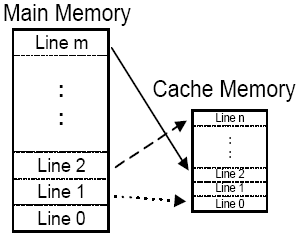 Main Memory
Line m
:
:
Line 2
Line 1
Line 0
Cache Memory
Line n
:
:
Line 2
Line 1
Line 0